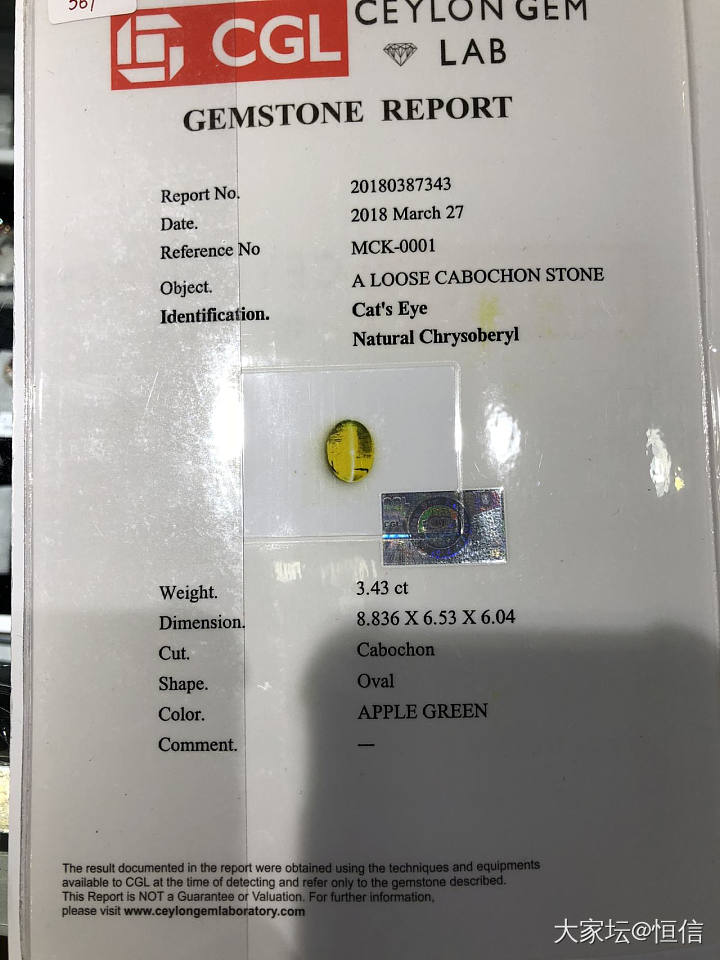 567
CGL
CEYLON GEM
LAB
GEMSTONE REPORT
Report No. 20180387343
Date. 2018 March 27
Reference No MCK-0001
Object. A LOOSE CABOCHON STONE
Identification. Cat's Eye
Natural Chrysoberyl
Weight. 3.43 ct
Dimension. 8.836 X 6.53 X 6.04
Cut. Cabochon
Shape. Oval
Color. APPLE GREEN
Comment. —
The result documented in the report were obtained using the techniques and equipments
available to CGL at the time of detecting and refer only to the gemstone described.
This Report is NOT a Guarantee or Valuation. For further information,
please visit www.ceylongemlaboratory.com
大家坛@恒信